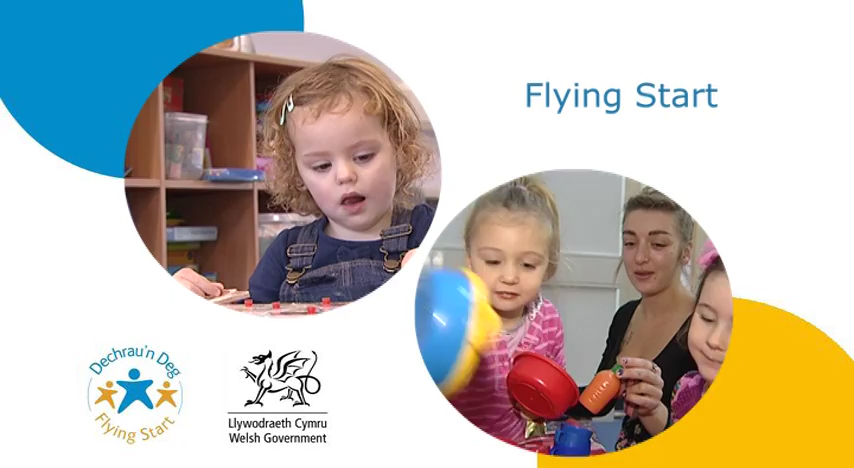 Flying Start
Dechrau'n Deg
Flying Start
Llywodraeth Cymru
Welsh Government